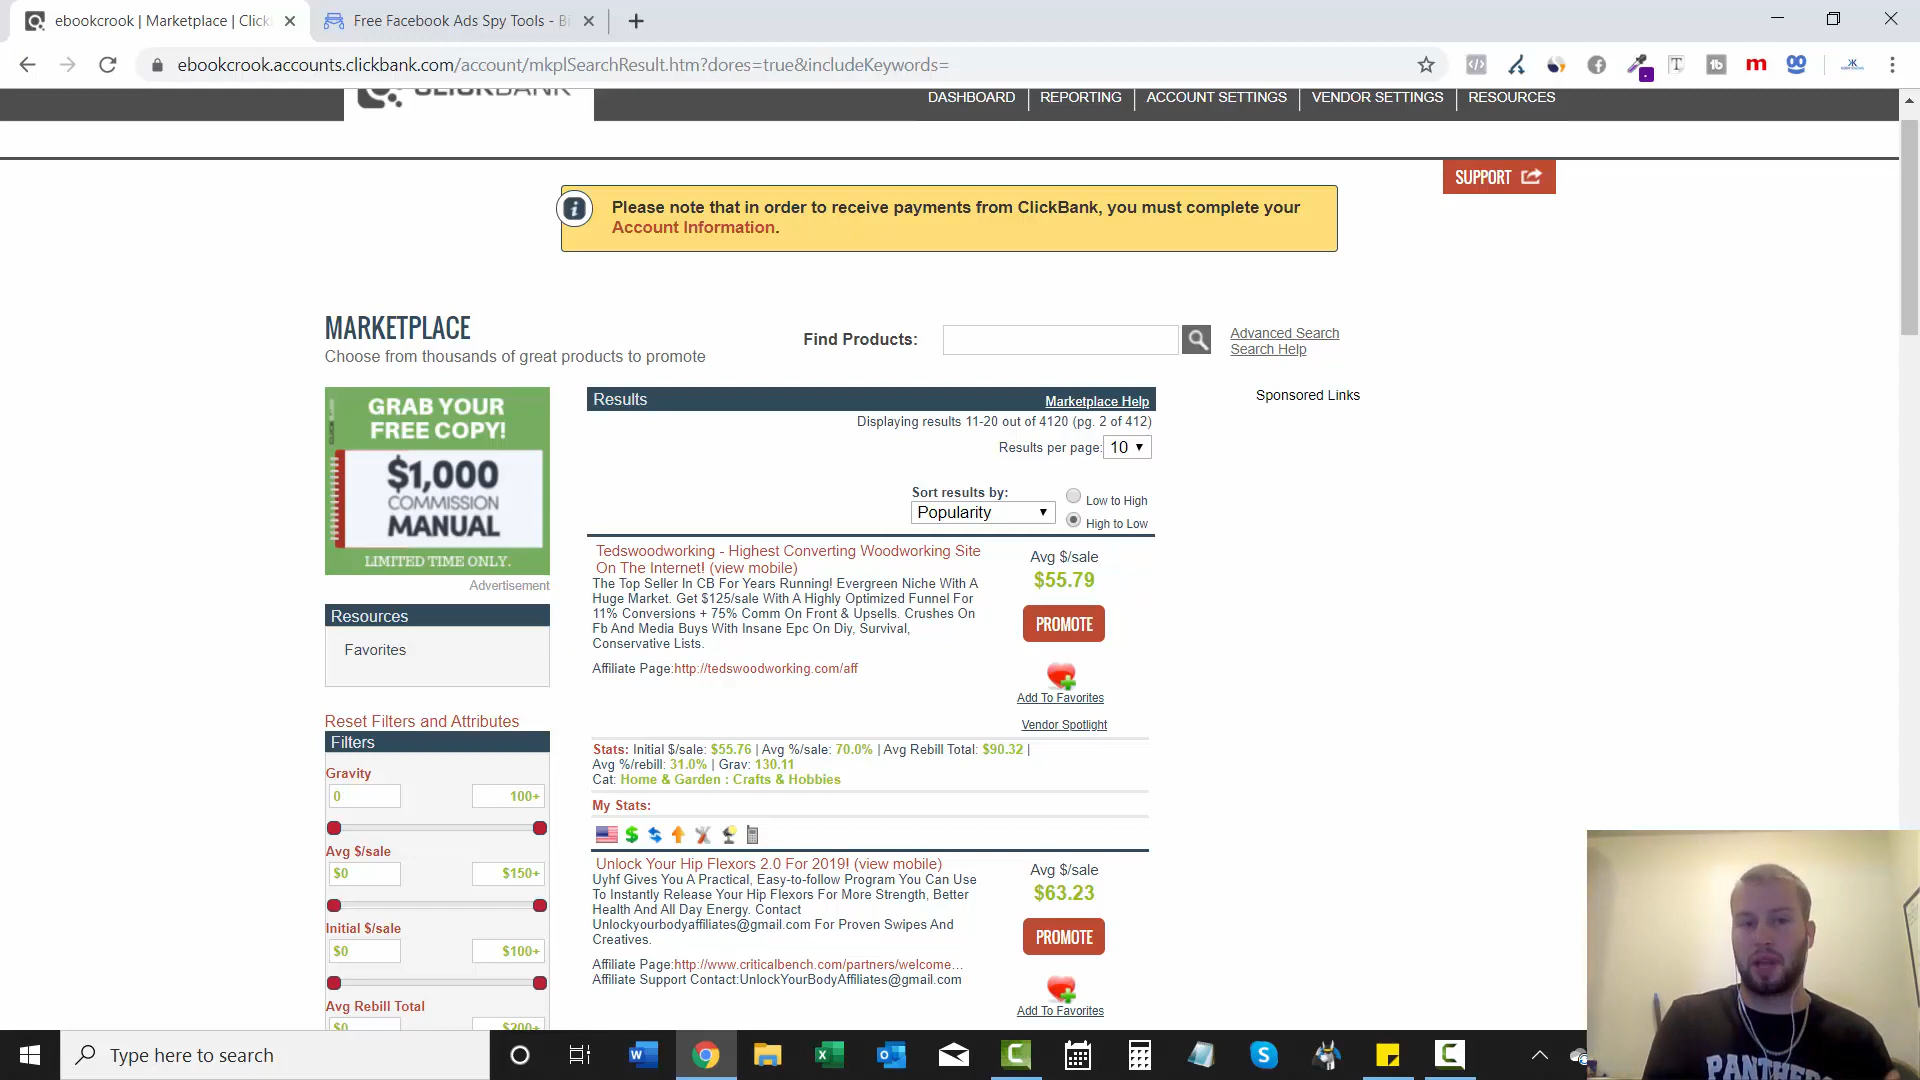 ebookcrook | Marketplace | Click
Free Facebook Ads Spy Tools - Bi
ebookcrook.accounts.clickbank.com/account/mkplSearchResult.htm?dores=true&includeKeywords=
CLICKBANK
DASHBOARD
REPORTING
ACCOUNT SETTINGS
VENDOR SETTINGS
RESOURCES
SUPPORT
Please note that in order to receive payments from ClickBank, you must complete your
Account Information.
MARKETPLACE
Choose from thousands of great products to promote
Find Products:
Advanced Search
Search Help
GRAB YOUR
FREE COPY!
$1,000
COMMISSION
MANUAL
LIMITED TIME ONLY.
Advertisement
Resources
Favorites
Reset Filters and Attributes
Filters
Gravity
0 100+
Avg $/sale
$0 $150+
Initial $/sale
$0 $100+
Avg Rebill Total
$0 $200+
Results
Marketplace Help
Displaying results 11-20 out of 4120 (pg. 2 of 412)
Results per page: 10
Sort results by:
Popularity
Low to High
High to Low
Tedswoodworking - Highest Converting Woodworking Site
On The Internet! (view mobile)
The Top Seller In CB For Years Running! Evergreen Niche With A
Huge Market. Get $125/sale With A Highly Optimized Funnel For
11% Conversions + 75% Comm On Front & Upsells. Crushes On
Fb And Media Buys With Insane Epc On Diy, Survival,
Conservative Lists.
Affiliate Page:http://tedswoodworking.com/aff
Avg $/sale
$55.79
PROMOTE
Add To Favorites
Vendor Spotlight
Stats: Initial $/sale: $55.76 | Avg %/sale: 70.0% | Avg Rebill Total: $90.32 |
Avg %/rebill: 31.0% | Grav: 130.11
Cat: Home & Garden : Crafts & Hobbies
My Stats:
Unlock Your Hip Flexors 2.0 For 2019! (view mobile)
Uyhf Gives You A Practical, Easy-to-follow Program You Can Use
To Instantly Release Your Hip Flexors For More Strength, Better
Health And All Day Energy. Contact
Unlockyourbodyaffiliates@gmail.com For Proven Swipes And
Creatives.
Affiliate Page:http://www.criticalbench.com/partners/welcome...
Affiliate Support Contact:UnlockYourBodyAffiliates@gmail.com
Avg $/sale
$63.23
PROMOTE
Add To Favorites
Sponsored Links
PANTHERS
Type here to search